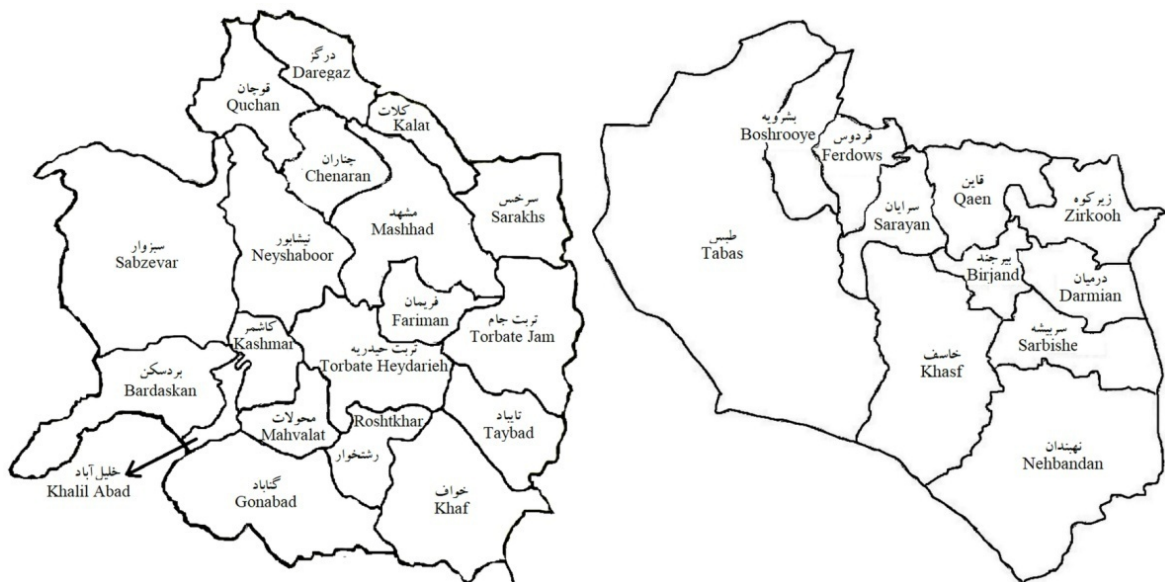 درگز
Daregaz
قوچان
Quchan
کلات
Kalat
چناران
Chenaran
سرخس
Sarakhs
مشهد
Mashhad
نیشابور
Neyshaboor
سبزوار
Sabzevar
فریمان
Fariman
تربت جام
Torbate Jam
کاشمر
Kashmar
تربت حیدریه
Torbate Heydarieh
بردسکن
Bardaskan
محولات
Mahvalat
Roshtkhar
رشتخوار
تایباد
Taybad
خلیل آباد
Khalil Abad
گناباد
Gonabad
خواف
Khaf
بشرویه
Boshrooye
فردوس
Ferdows
قاین
Qaen
زیرکوه
Zirkooh
سرایان
Sarayan
طبس
Tabas
بیرجند
Birjand
درمیان
Darmian
سربیشه
Sarbishe
خاسف
Khasf
نهبندان
Nehbandan